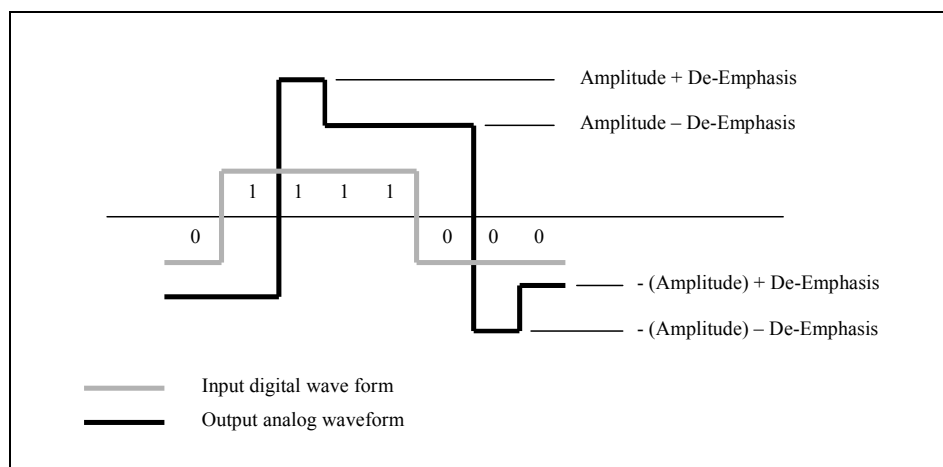 Amplitude + De-Emphasis
Amplitude – De-Emphasis
1 1 1 1
0 0 0 0
- (Amplitude) + De-Emphasis
- (Amplitude) – De-Emphasis
Input digital wave form
Output analog waveform